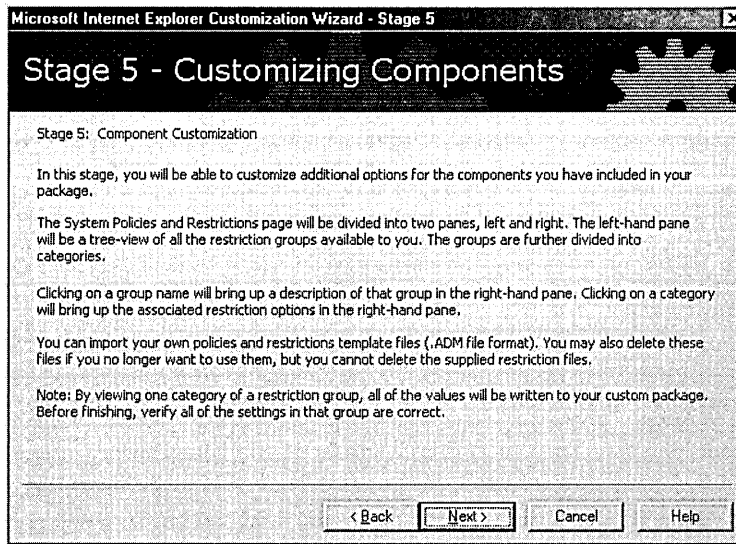 Microsoft Internet Explorer Customization Wizard - Stage 5
Stage 5 - Customizing Components
Stage 5: Component Customization
In this stage, you will be able to customize additional options for the components you have included in your
package.
The System Policies and Restrictions page will be divided into two panes, left and right. The left-hand pane
will be a tree-view of all the restriction groups available to you. The groups are further divided into
categories.
Clicking on a group name will bring up a description of that group in the right-hand pane. Clicking on a category
will bring up the associated restriction options in the right-hand pane.
You can import your own policies and restrictions template files (.ADM file format). You may also delete these
files if you no longer want to use them, but you cannot delete the supplied restriction files.
Note: By viewing one category of a restriction group, all of the values will be written to your custom package.
Before finishing, verify all of the settings in that group are correct.
< Back Next > Cancel Help